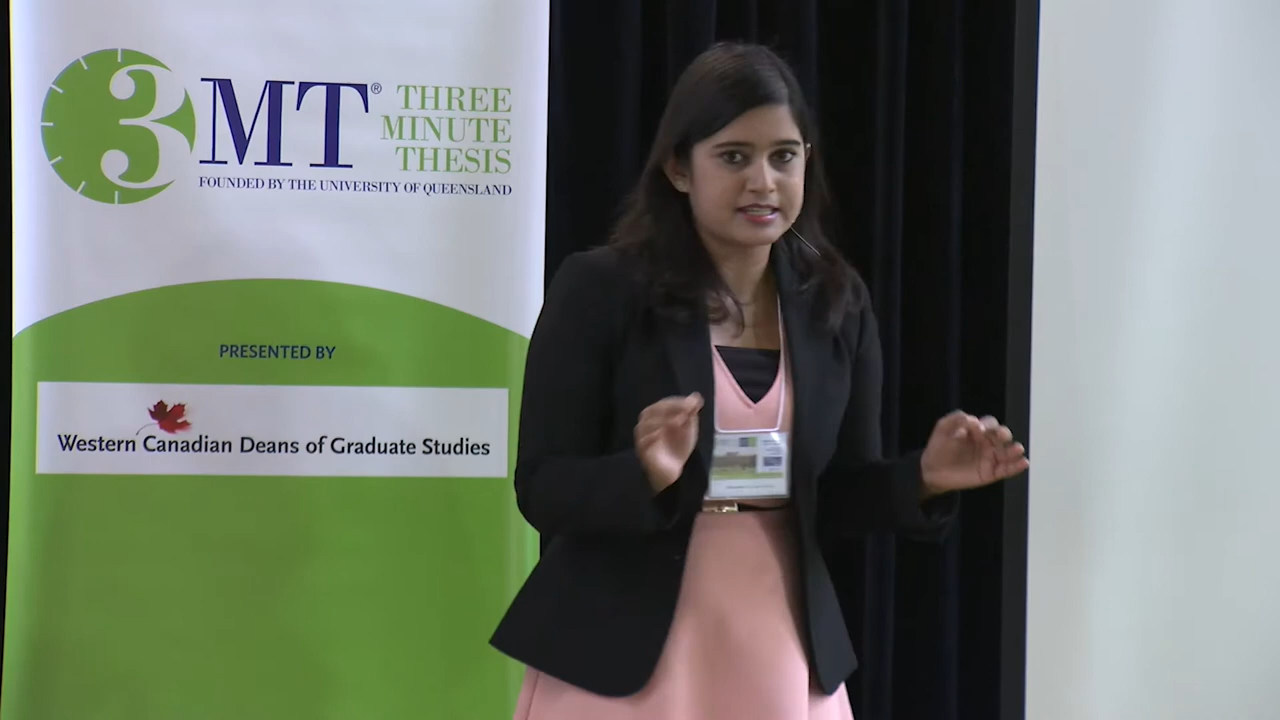 3MT®
THREE
MINUTE
THESIS
FOUNDED BY THE UNIVERSITY OF QUEENSLAND
PRESENTED BY
Western Canadian Deans of Graduate Studies